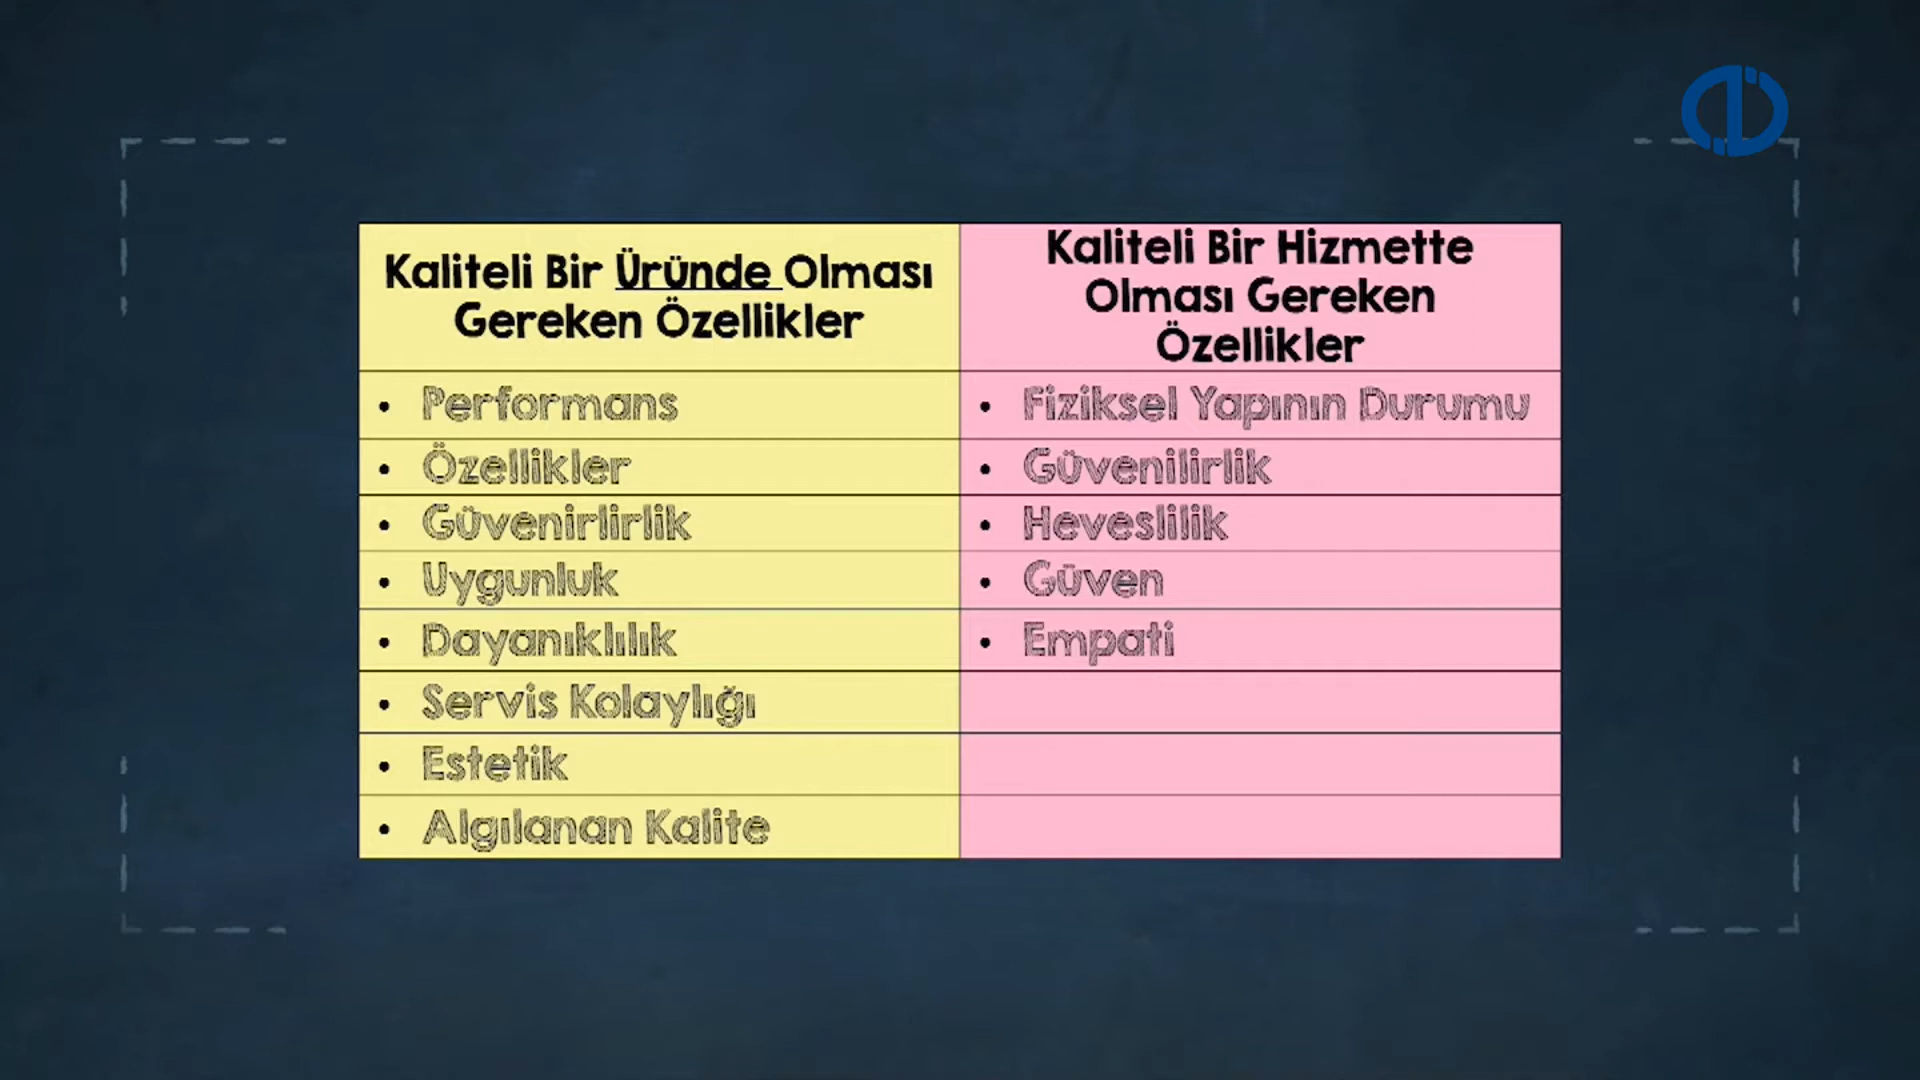 Kaliteli Bir Üründe Olması
Gereken Özellikler
Kaliteli Bir Hizmette
Olması Gereken
Özellikler
• Performans
• Fiziksel Yapının Durumu
• Özellikler
• Güvenilirlik
• Güvenirlirlik
• Heveslilik
• Uygunluk
• Güven
• Dayanıklılık
• Empati
• Servis Kolaylığı
• Estetik
• Algılanan Kalite